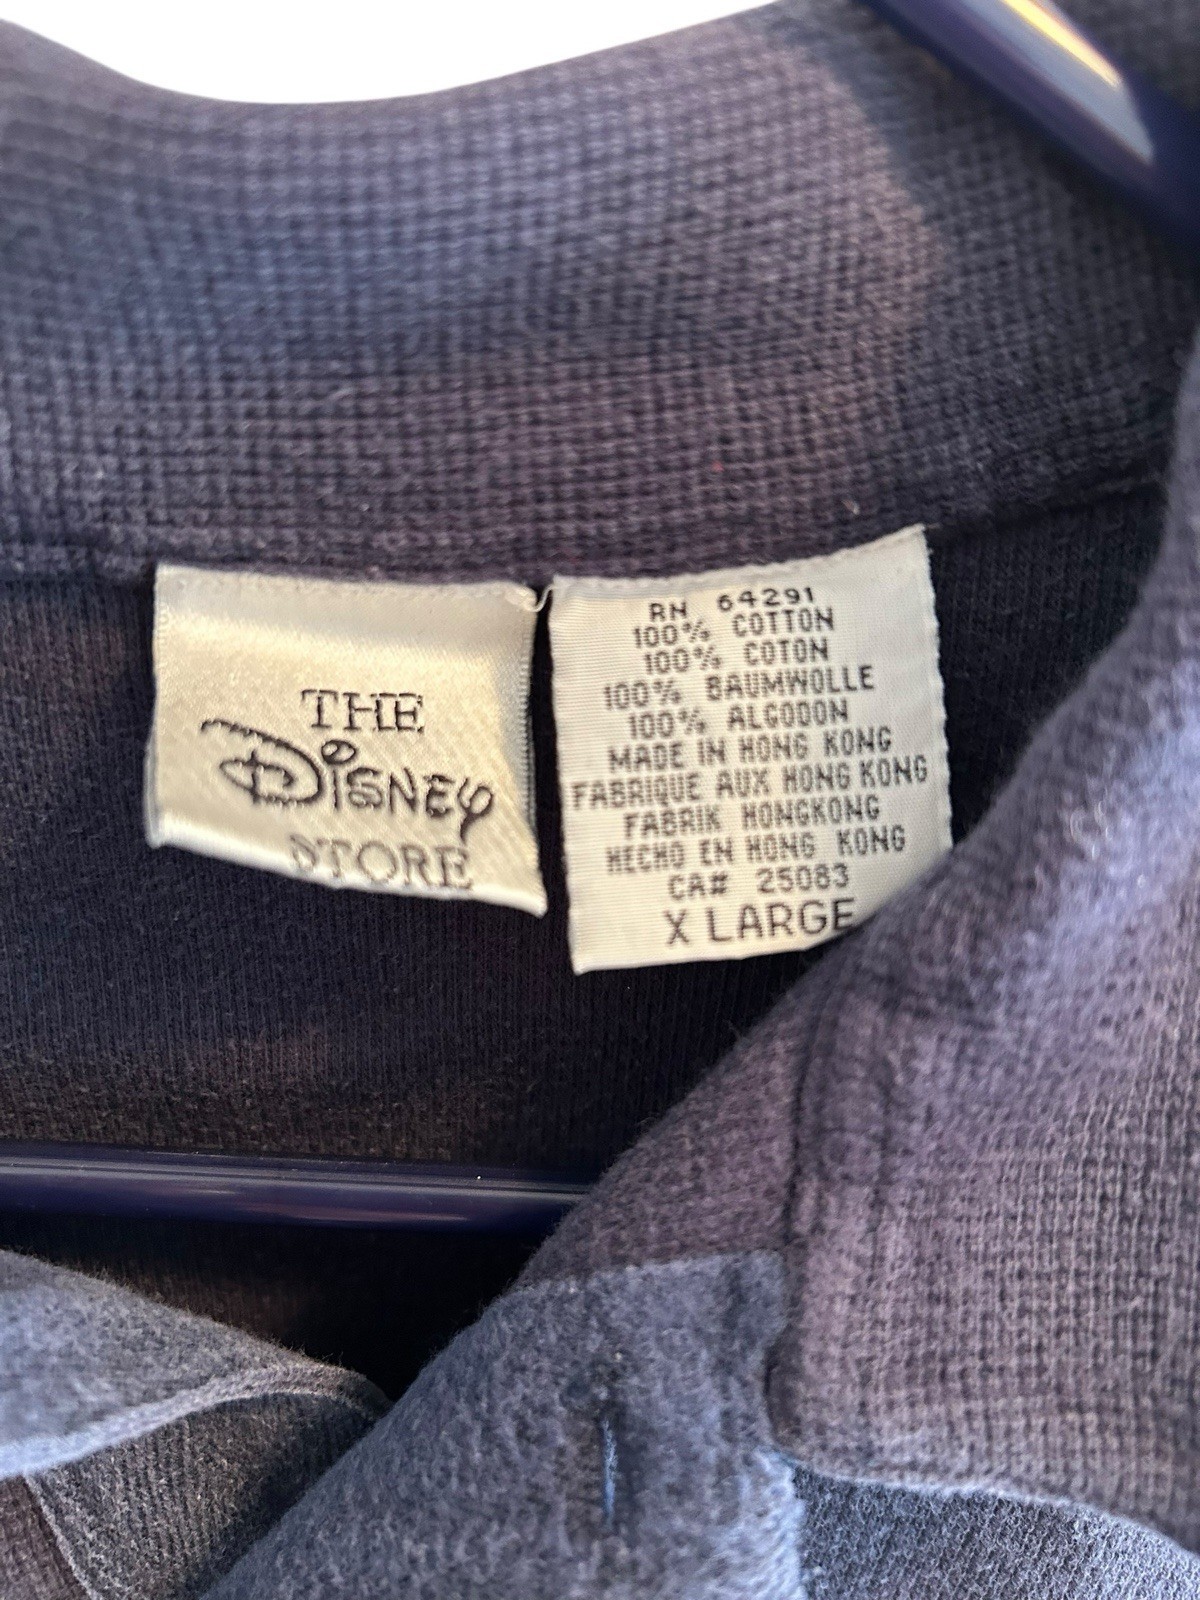 THE
Disney
STORE
RN 64291
100% COTTON
100% COTON
100% BAUMWOLLE
100% ALGODON
MADE IN HONG KONG
FABRIQUE AUX HONG KONG
FABRIK HONGKONG
HECHO EN HONG KONG
CA# 25083
X LARGE